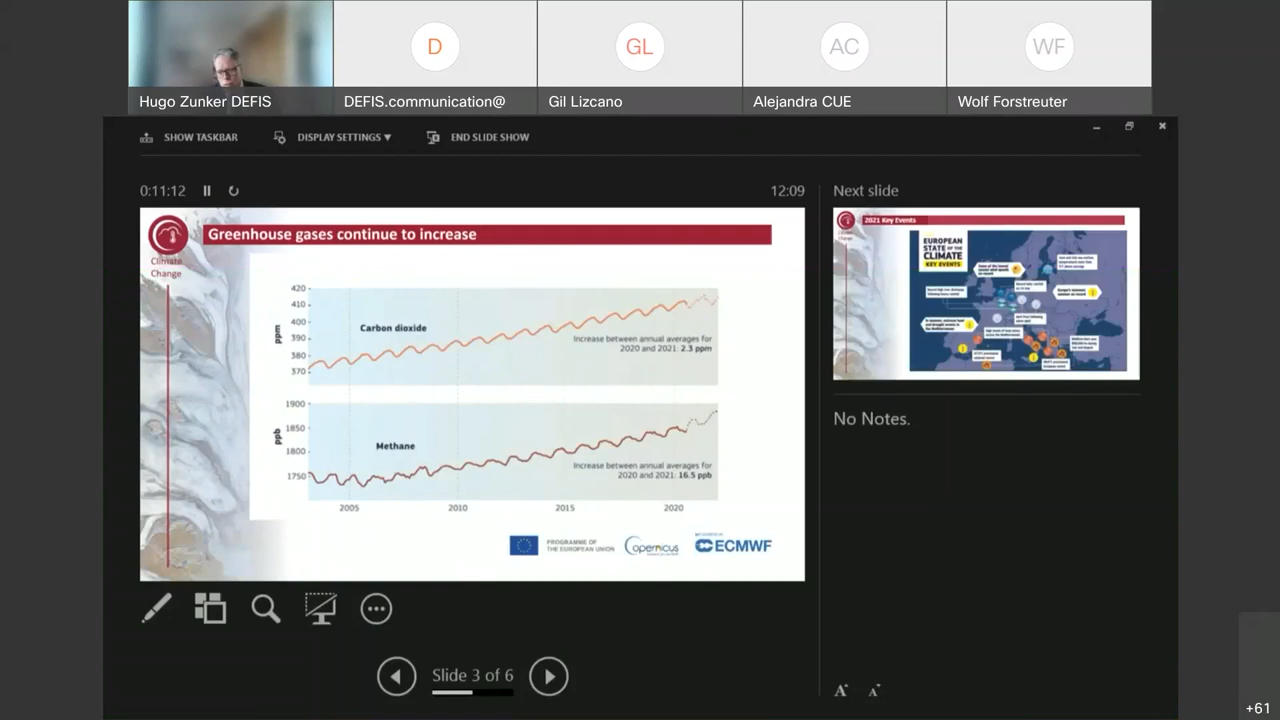 D
GL
AC
WF
Hugo Zunker DEFIS
DEFIS.communication@
Gil Lizcano
Alejandra CUE
Wolf Forstreuter
SHOW TASKBAR
DISPLAY SETTINGS ▼
END SLIDE SHOW
0:11:12
12:09
Next slide
Greenhouse gases continue to increase
Climate
Change
420
410
400
390
380
370
ppm
Carbon dioxide
Increase between annual averages for
2020 and 2021: 2.3 ppm
1900
1850
1800
1750
ppb
Methane
Increase between annual averages for
2020 and 2021: 16.5 ppb
2005
2010
2015
2020
PROGRAMME OF
THE EUROPEAN UNION
Copernicus
ECMWF
2021 Key Events
Climate
Change
EUROPEAN
STATE OF THE
CLIMATE
KEY EVENTS
No Notes.
Slide 3 of 6
A A
+61